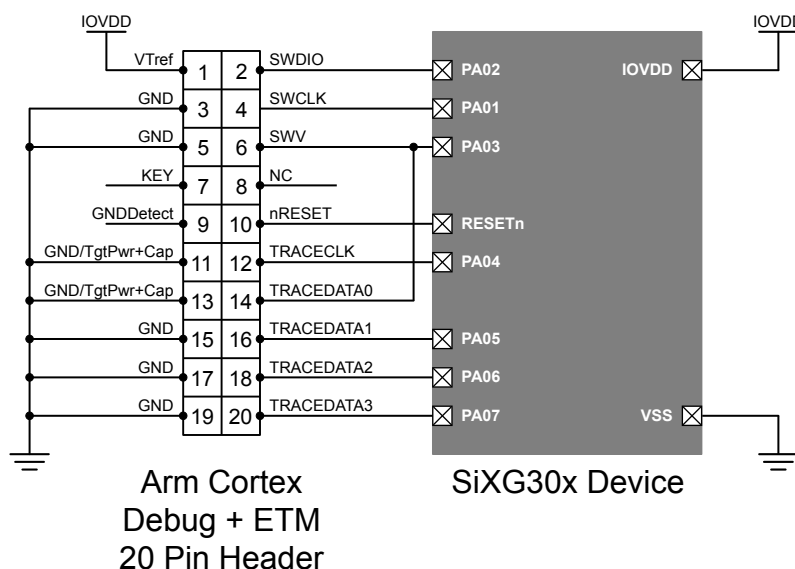 IOVDD IOVDD
VTref 1 2 SWDIO PA02 IOVDD
GND 3 4 SWCLK PA01
GND 5 6 SWV PA03
KEY 7 8 NC
GNDDetect 9 10 nRESET RESETn
GND/TgtPwr+Cap 11 12 TRACECLK PA04
GND/TgtPwr+Cap 13 14 TRACEDATA0
GND 15 16 TRACEDATA1 PA05
GND 17 18 TRACEDATA2 PA06
GND 19 20 TRACEDATA3 PA07 VSS
Arm Cortex SiXG30x Device
Debug + ETM
20 Pin Header